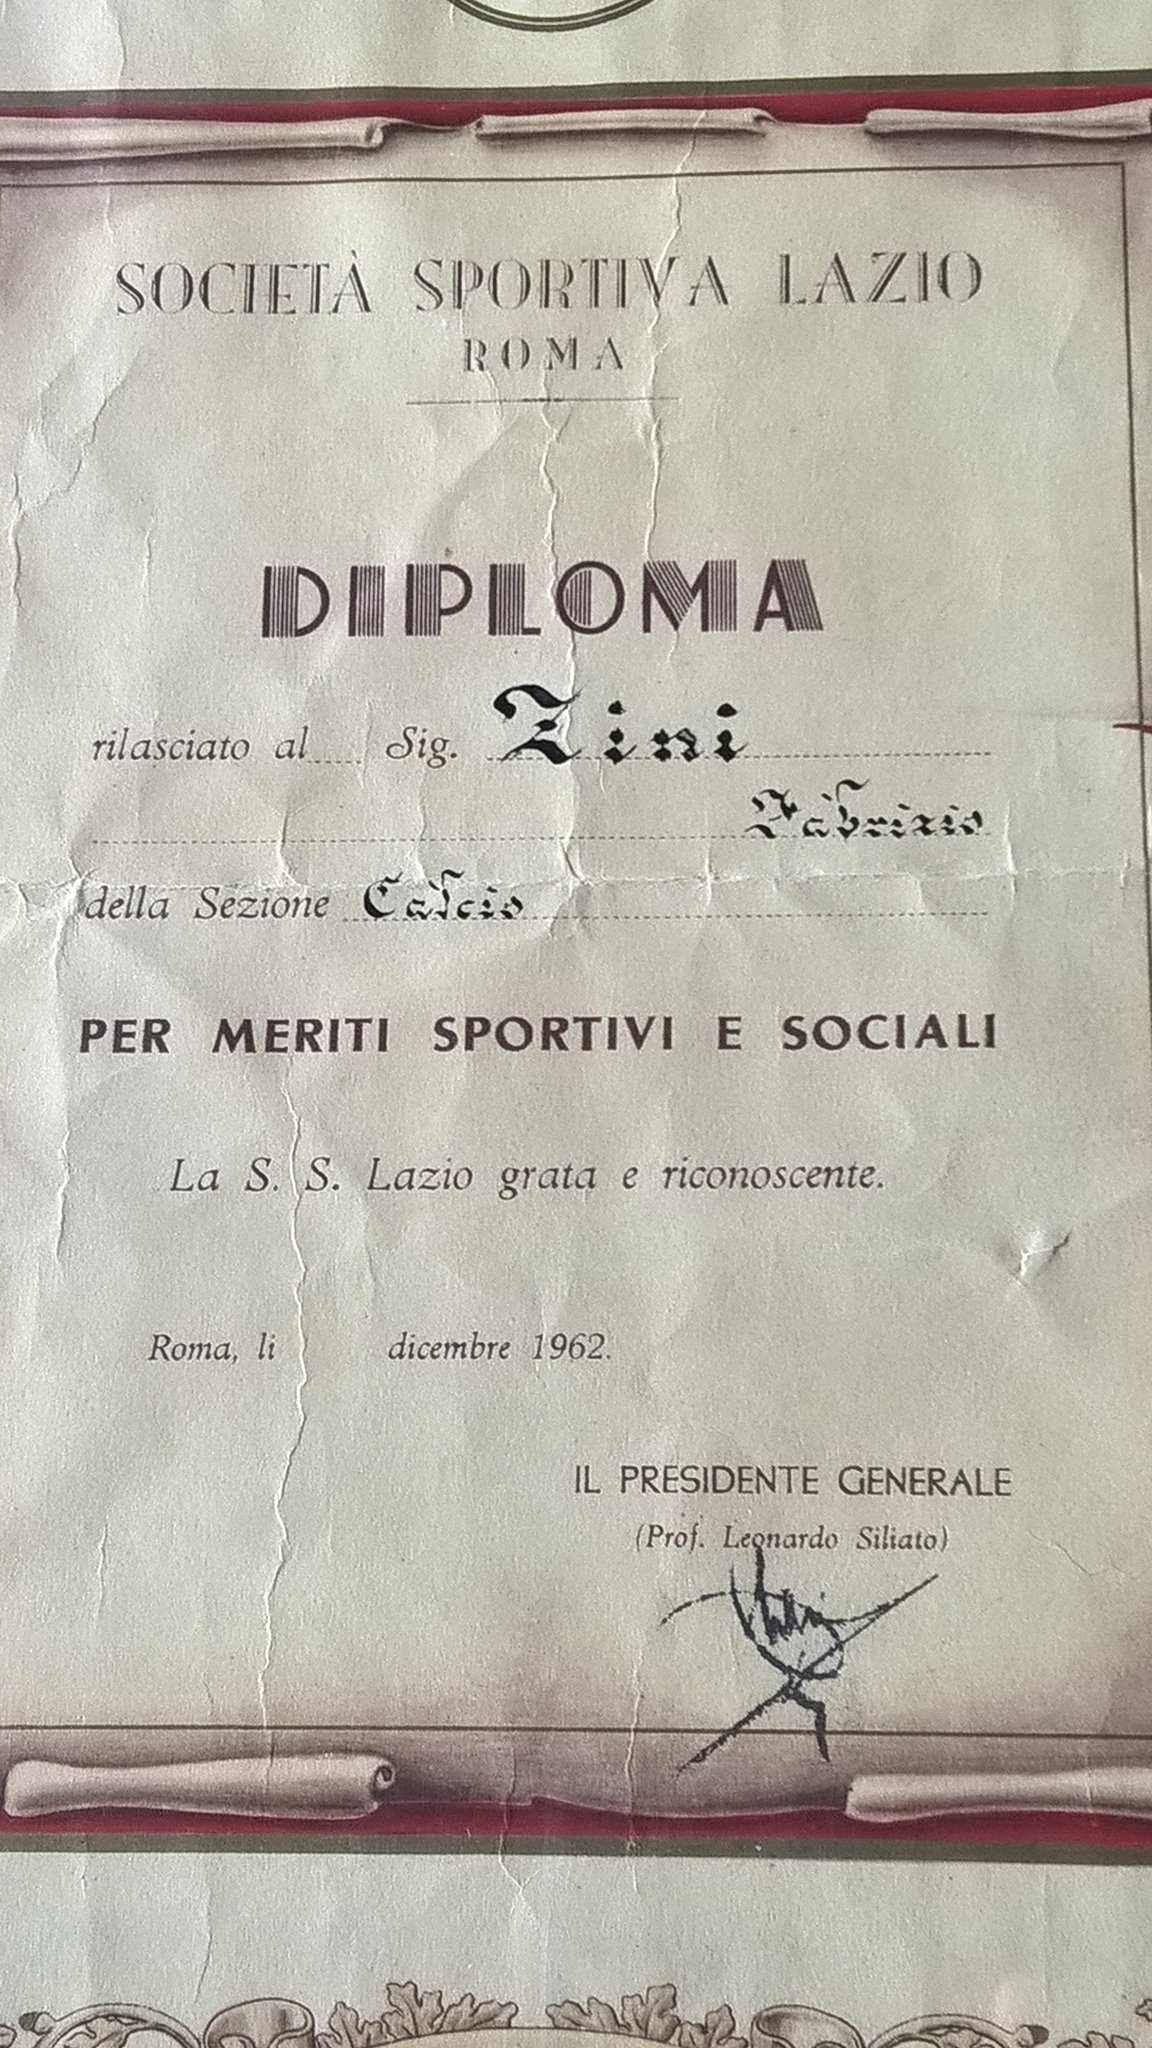 SOCIETÀ SPORTIVA LAZIO
ROMA
DIPLOMA
rilasciato al Sig. Zini
Fabrizio
della Sezione Calcio
PER MERITI SPORTIVI E SOCIALI
La S. S. Lazio grata e riconoscente.
Roma, li dicembre 1962.
IL PRESIDENTE GENERALE
(Prof. Leonardo Siliato)